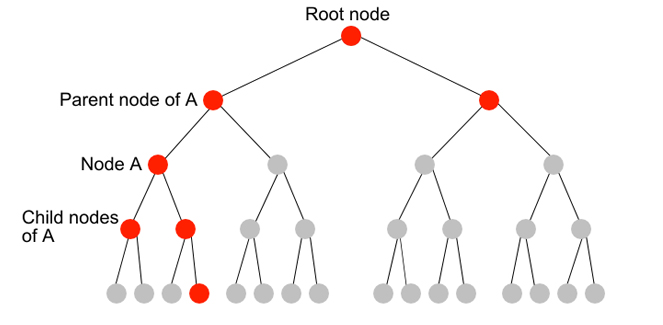 Root node
Parent node of A
Node A
Child nodes
of A